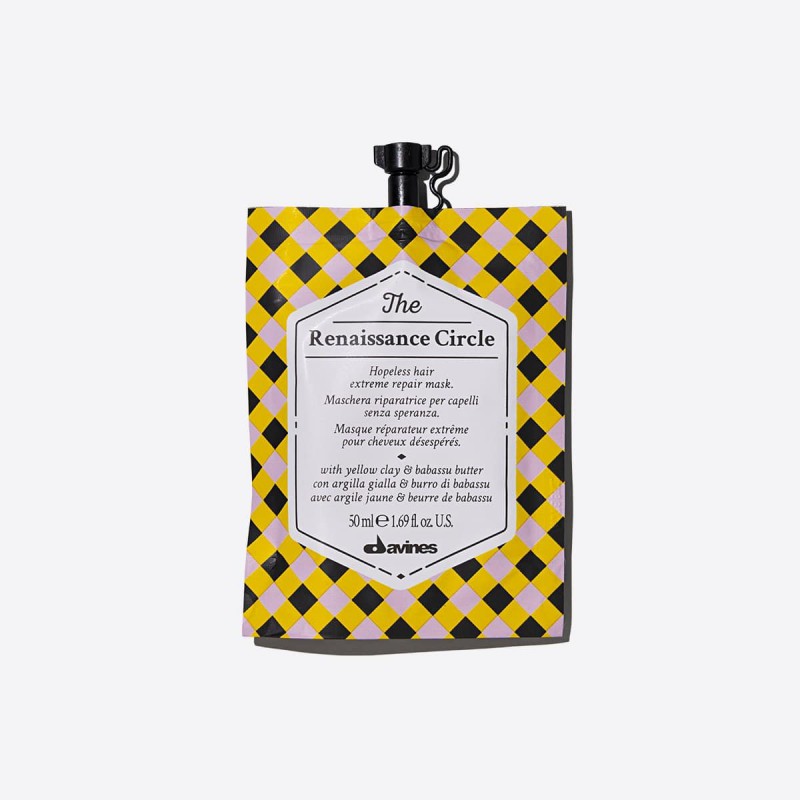 The
Renaissance Circle
Hopeless hair
extreme repair mask.
Maschera riparatrice per capelli
senza speranza.
Masque réparateur extrême
pour cheveux désespérés.
with yellow clay & babassu butter
con argilla gialla & burro di babassu
avec argile jaune & beurre de babassu
50 ml ℮ 1.69 fl. oz. U.S.
davines